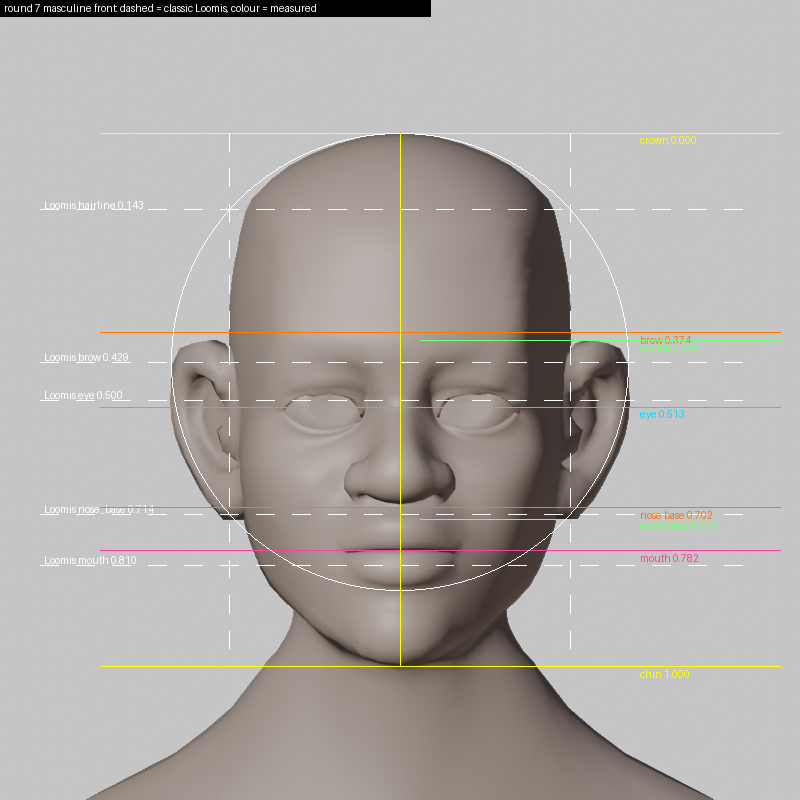 round 7 masculine front: dashed = classic Loomis, colour = measured
crown 0.000
Loomis hairline 0.143
brow 0.374
Loomis brow 0.429
Loomis eye 0.500
eye 0.513
Loomis nose_base 0.714
nose base 0.702
mouth 0.782
Loomis mouth 0.810
chin 1.000